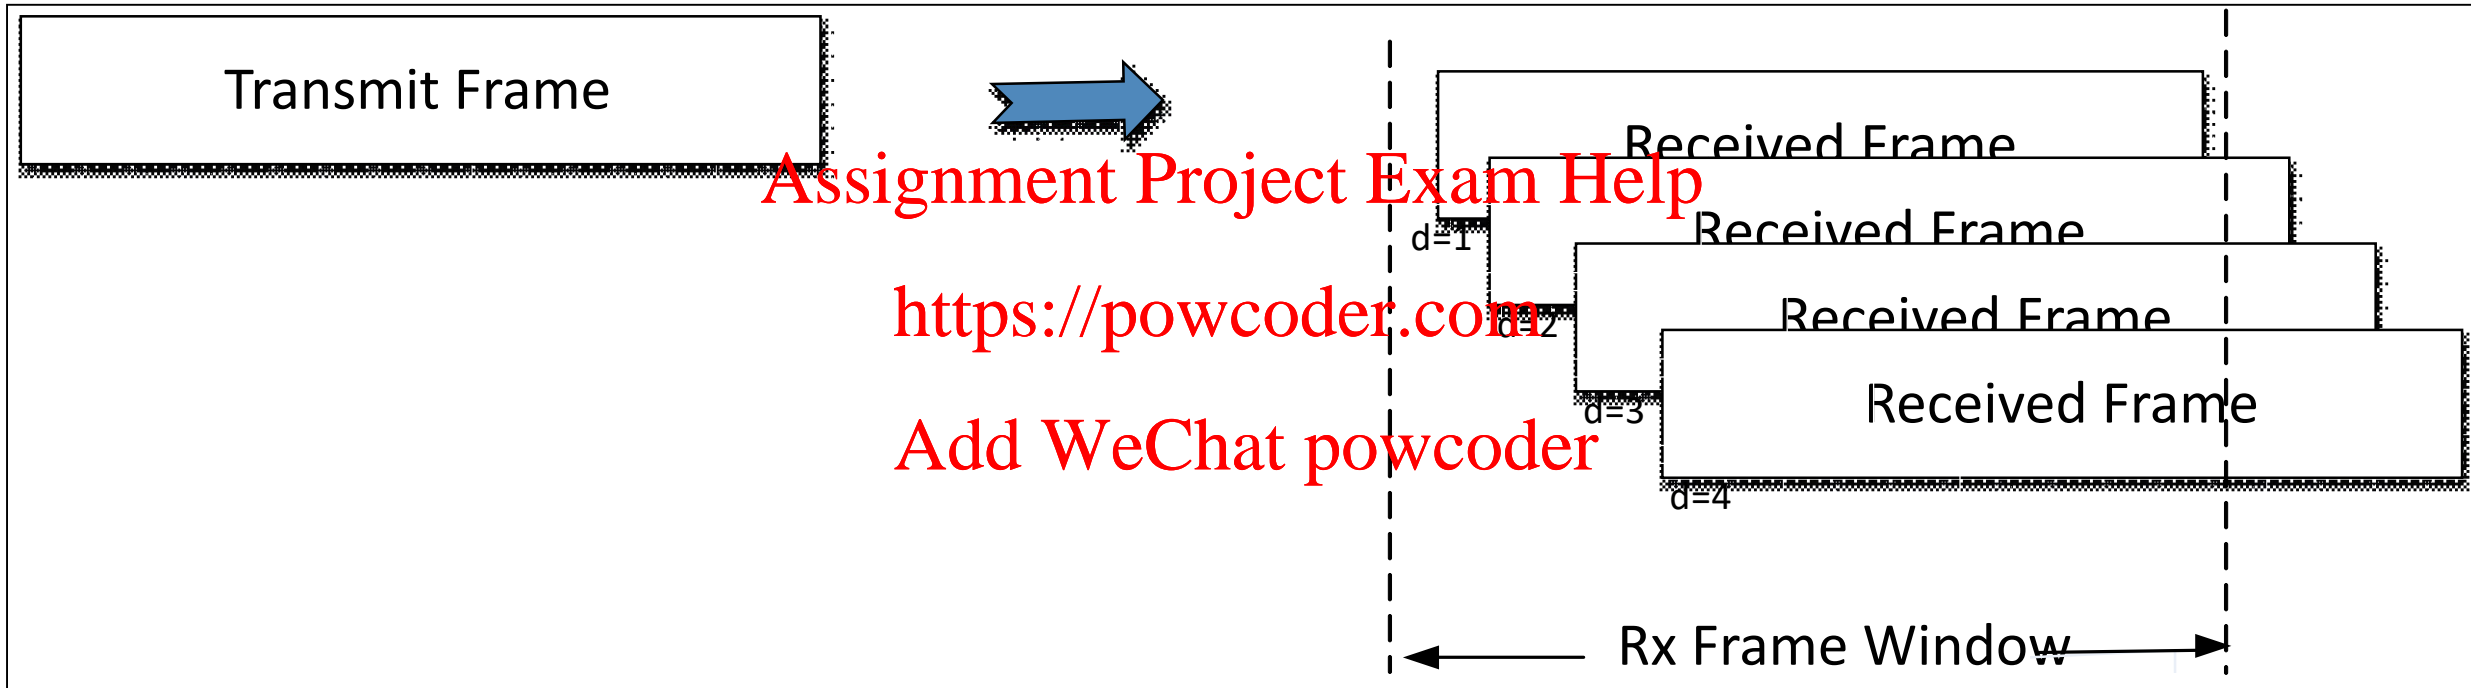 Transmit Frame
Received Frame
Assignment Project Exam Help
d=1
Received Frame
https://powcoder.com
d=2
Received Frame
d=3
Received Frame
Add WeChat powcoder
d=4
Rx Frame Window